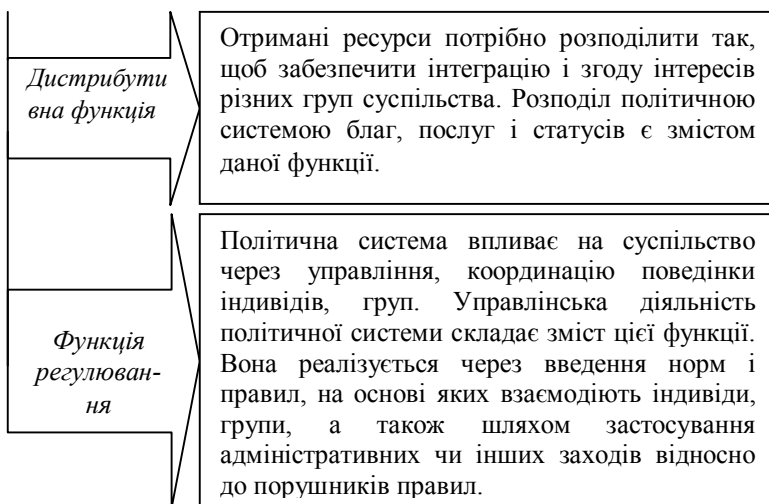 Дистрибути
вна функція
Отримані ресурси потрібно розподілити так,
щоб забезпечити інтеграцію і згоду інтересів
різних груп суспільства. Розподіл політичною
системою благ, послуг і статусів є змістом
даної функції.
Функція
регулюван-
ня
Політична система впливає на суспільство
через управління, координацію поведінки
індивідів, груп. Управлінська діяльність
політичної системи складає зміст цієї функції.
Вона реалізується через введення норм і
правил, на основі яких взаємодіють індивіди,
групи, а також шляхом застосування
адміністративних чи інших заходів відносно
до порушників правил.